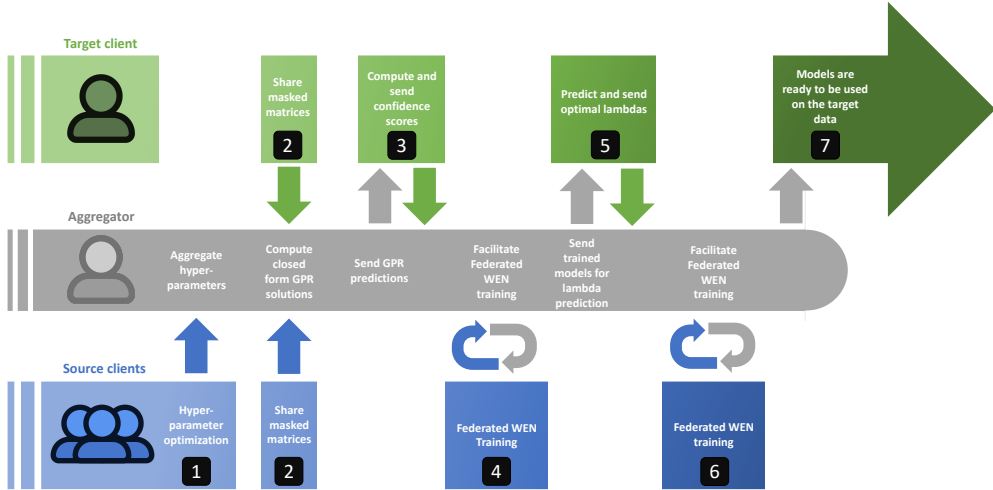 Target client
Share
masked
matrices
2
Compute and
send
confidence
scores
3
Predict and send
optimal lambdas
5
Models are
ready to be used
on the target
data
7
Aggregator
Aggregate
hyper-
parameters
Compute
closed
form GPR
solutions
Send GPR
predictions
Facilitate
Federated
WEN
training
Send
trained
models for
lambda
prediction
Facilitate
Federated
WEN
training
Source clients
Hyper-
parameter
optimization
1
Share
masked
matrices
2
Federated WEN
Training
4
Federated WEN
training
6